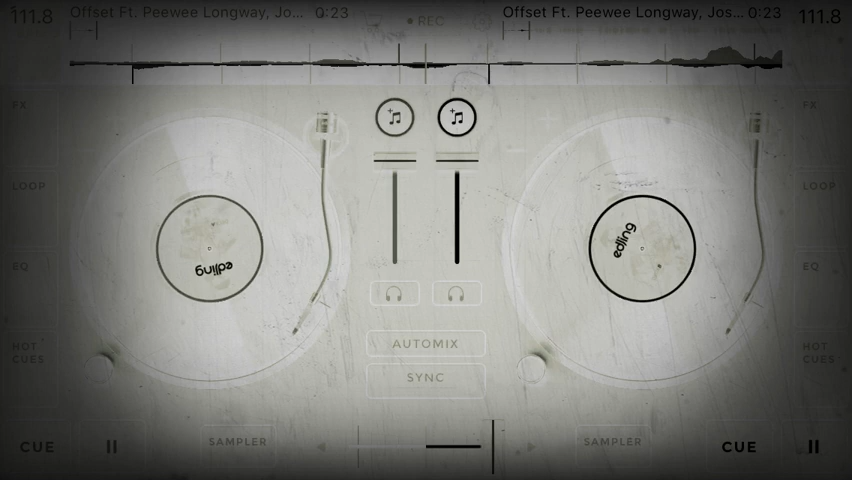 111.8
Offset Ft. Peewee Longway, Jo... 0:23
REC
Offset Ft. Peewee Longway, Jos... 0:23
111.8
FX
FX
LOOP
LOOP
edjing
edjing
EQ
EQ
HOT
CUES
AUTOMIX
HOT
CUES
SYNC
CUE
SAMPLER
SAMPLER
CUE